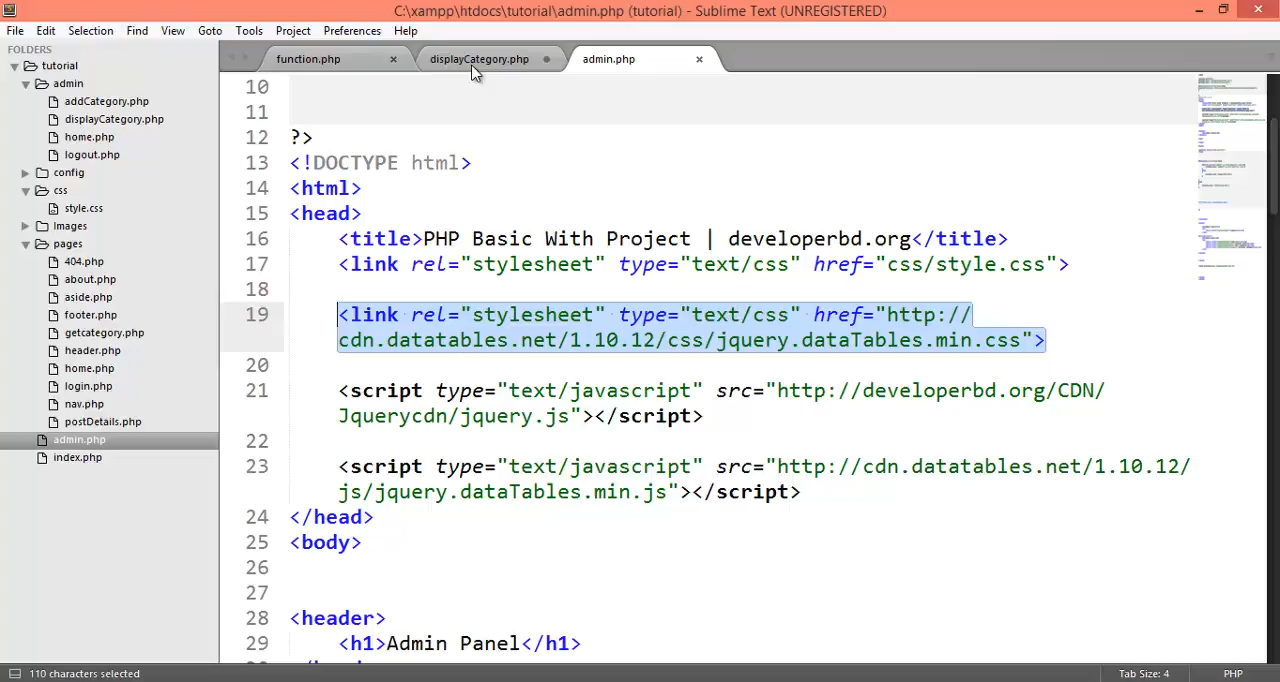 C:\xampp\htdocs\tutorial\admin.php (tutorial) - Sublime Text (UNREGISTERED)
File Edit Selection Find View Goto Tools Project Preferences Help
FOLDERS
tutorial
admin
addCategory.php
displayCategory.php
home.php
logout.php
config
css
style.css
Images
pages
404.php
about.php
aside.php
footer.php
getcategory.php
header.php
home.php
login.php
nav.php
postDetails.php
admin.php
index.php
function.php displayCategory.php admin.php
10
11
12 ?>
13 <!DOCTYPE html>
14 <html>
15 <head>
16 <title>PHP Basic With Project | developerbd.org</title>
17 <link rel="stylesheet" type="text/css" href="css/style.css">
18
19 <link rel="stylesheet" type="text/css" href="http://
cdn.datatables.net/1.10.12/css/jquery.dataTables.min.css">
20
21 <script type="text/javascript" src="http://developerbd.org/CDN/
Jquerycdn/jquery.js"></script>
22
23 <script type="text/javascript" src="http://cdn.datatables.net/1.10.12/
js/jquery.dataTables.min.js"></script>
24 </head>
25 <body>
26
27
28 <header>
29 <h1>Admin Panel</h1>
110 characters selected Tab Size: 4 PHP